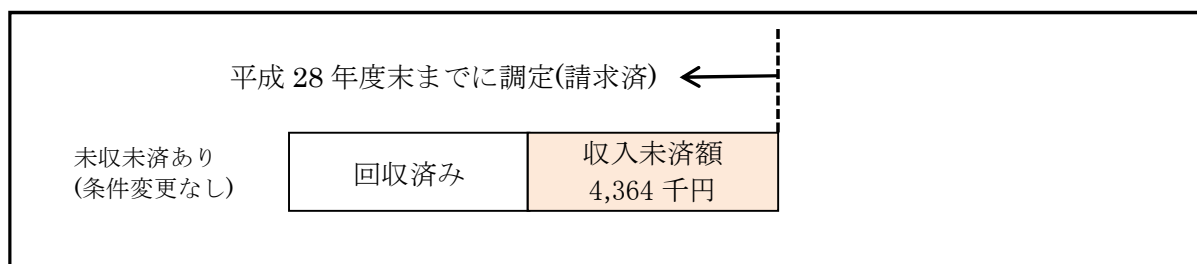 平成 28 年度末までに調定(請求済)
未収未済あり
(条件変更なし)
回収済み
収入未済額
4,364 千円